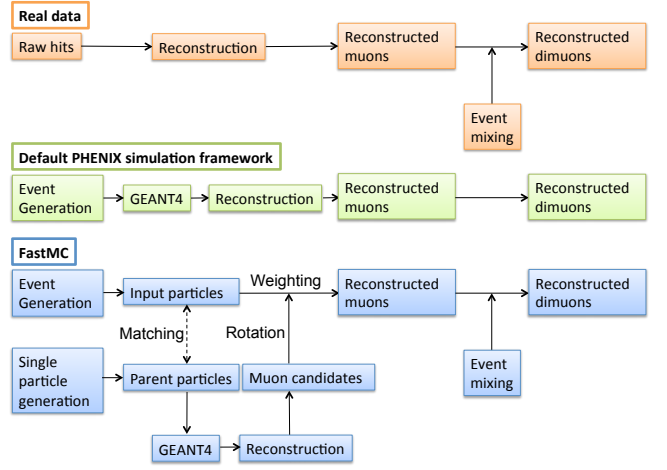 Real data
Raw hits
Reconstruction
Reconstructed
muons
Reconstructed
dimuons
Event
mixing
Default PHENIX simulation framework
Event
Generation
GEANT4
Reconstruction
Reconstructed
muons
Reconstructed
dimuons
FastMC
Event
Generation
Input particles
Weighting
Reconstructed
muons
Reconstructed
dimuons
Matching
Rotation
Single
particle
generation
Parent particles
Muon candidates
Event
mixing
GEANT4
Reconstruction